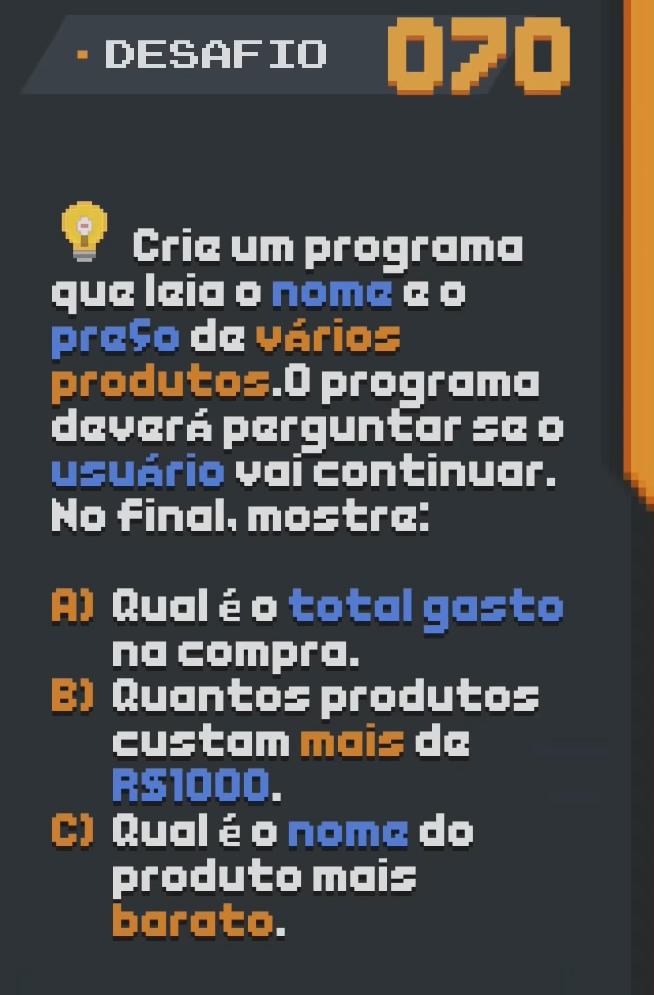 DESAFIO 070
Crie um programa
que leia o nome e o
preço de vários
produtos.O programa
deverá perguntar se o
usuário vai continuar.
No final, mostre:
A) Qual é o total gasto
na compra.
B) Quantos produtos
custam mais de
R$1000.
C) Qual é o nome do
produto mais
barato.